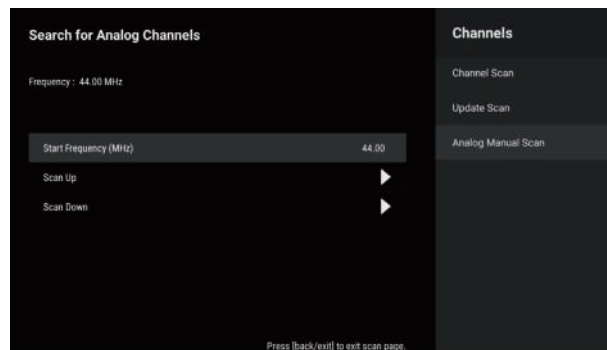 Search for Analog Channels
Frequency : 44.00 MHz
Start Frequency (MHz) 44.00
Scan Up
Scan Down
Press [back/exit] to exit scan page.
Channels
Channel Scan
Update Scan
Analog Manual Scan